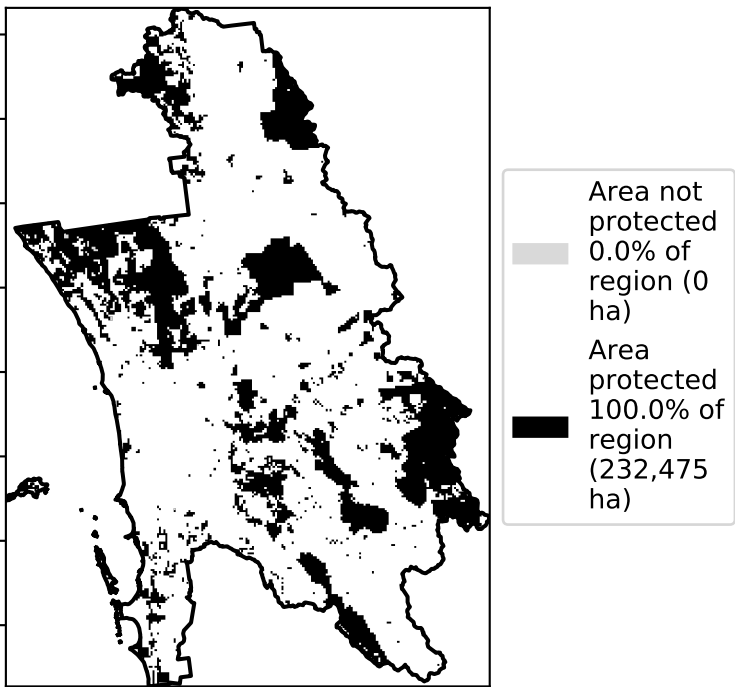 Area not
protected
0.0% of
region (0
ha)
Area
protected
100.0% of
region
(232,475
ha)